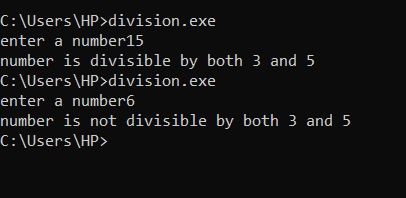 C:\Users\HP>division.exe
enter a number15
number is divisible by both 3 and 5
C:\Users\HP>division.exe
enter a number6
number is not divisible by both 3 and 5
C:\Users\HP>